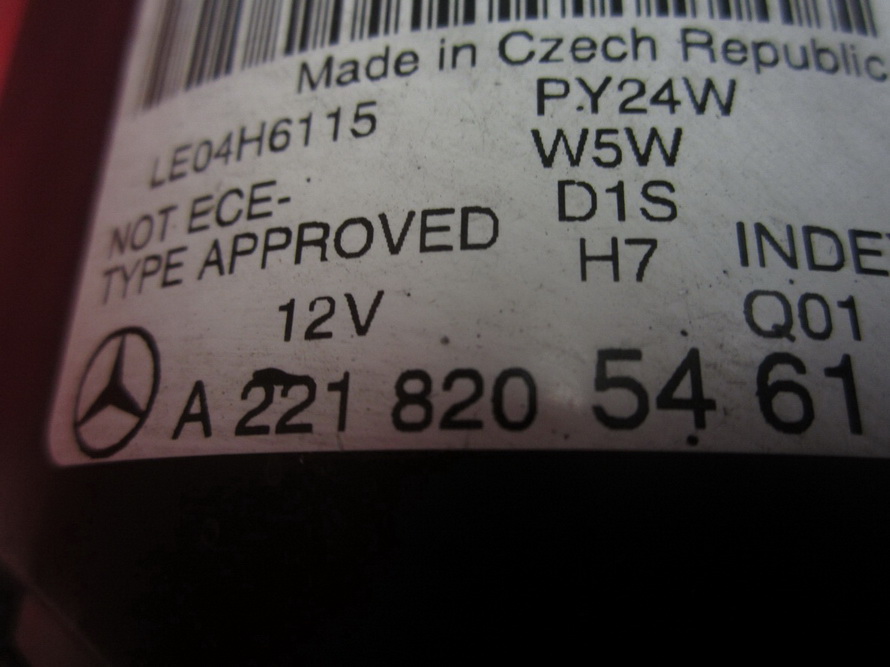 Made in Czech Republic
LE04H6115
PY24W
W5W
NOT ECE-
D1S
TYPE APPROVED
H7
INDE
12V
Q01
A 221 820 54 61